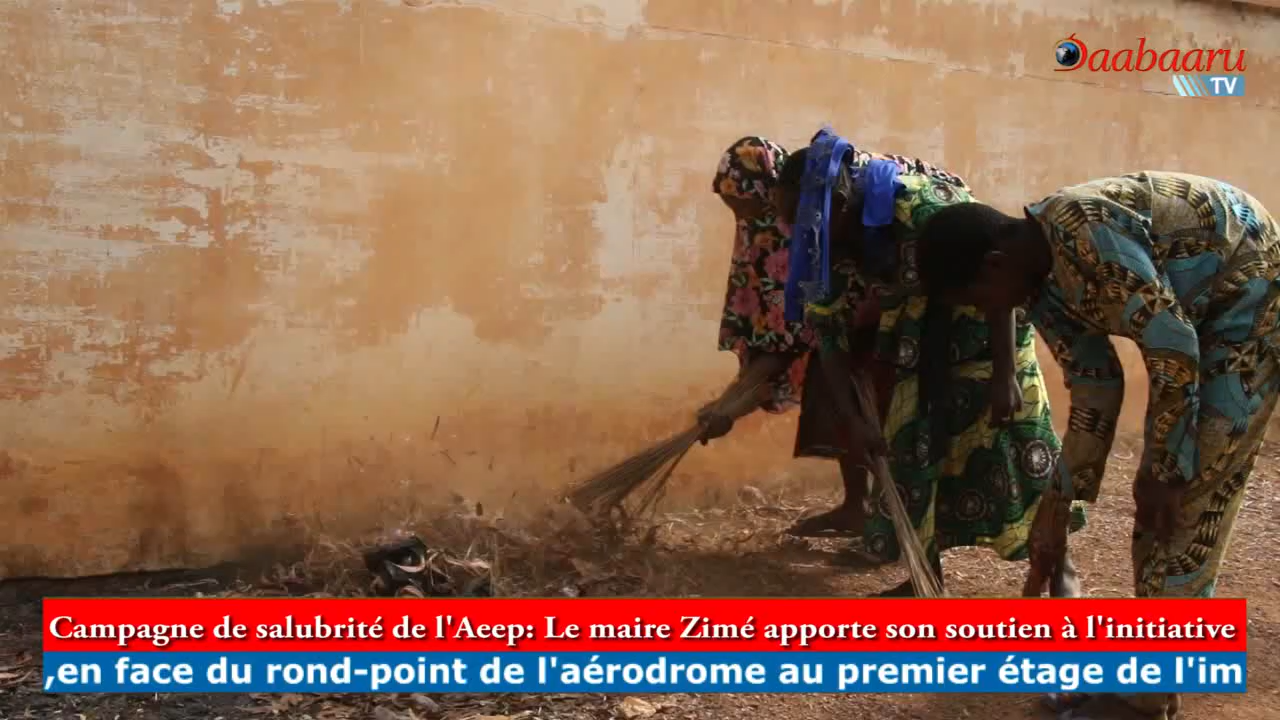 Daabaaru
TV
Campagne de salubrité de l'Aeep: Le maire Zimé apporte son soutien à l'initiative
,en face du rond-point de l'aérodrome au premier étage de l'im